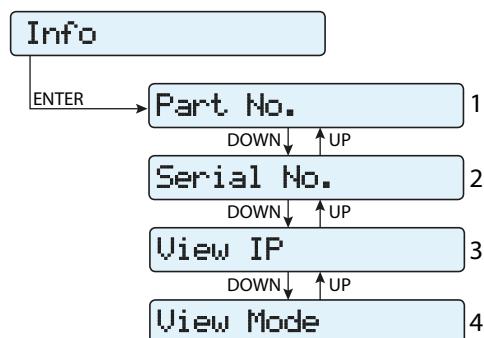 Info
ENTER
Part No. 1
DOWN UP
Serial No. 2
DOWN UP
View IP 3
DOWN UP
View Mode 4